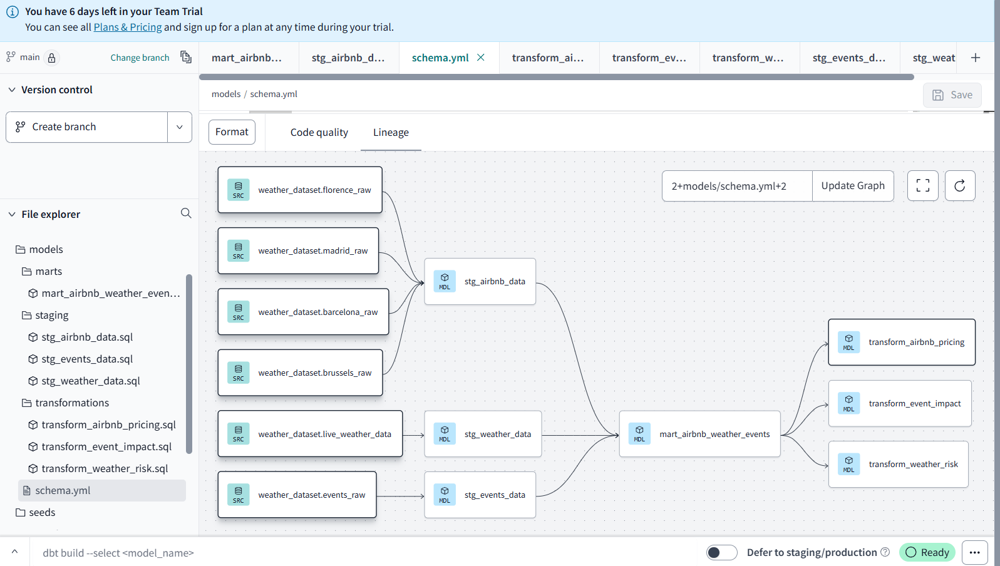 You have 6 days left in your Team Trial
You can see all Plans & Pricing and sign up for a plan at any time during your trial.
main
Change branch
mart_airbnb...
stg_airbnb_d...
schema.yml
transform_ai...
transform_ev...
transform_w...
stg_events_d...
stg_weat
Version control
models / schema.yml
Save
Create branch
Format
Code quality
Lineage
File explorer
models
marts
mart_airbnb_weather_even...
staging
stg_airbnb_data.sql
stg_events_data.sql
stg_weather_data.sql
transformations
transform_airbnb_pricing.sql
transform_event_impact.sql
transform_weather_risk.sql
schema.yml
seeds
2+models/schema.yml+2
Update Graph
SRC
weather_dataset.florence_raw
SRC
weather_dataset.madrid_raw
SRC
weather_dataset.barcelona_raw
SRC
weather_dataset.brussels_raw
SRC
weather_dataset.live_weather_data
SRC
weather_dataset.events_raw
MDL
stg_airbnb_data
MDL
stg_weather_data
MDL
stg_events_data
MDL
mart_airbnb_weather_events
MDL
transform_airbnb_pricing
MDL
transform_event_impact
MDL
transform_weather_risk
dbt build --select <model_name>
Defer to staging/production
Ready